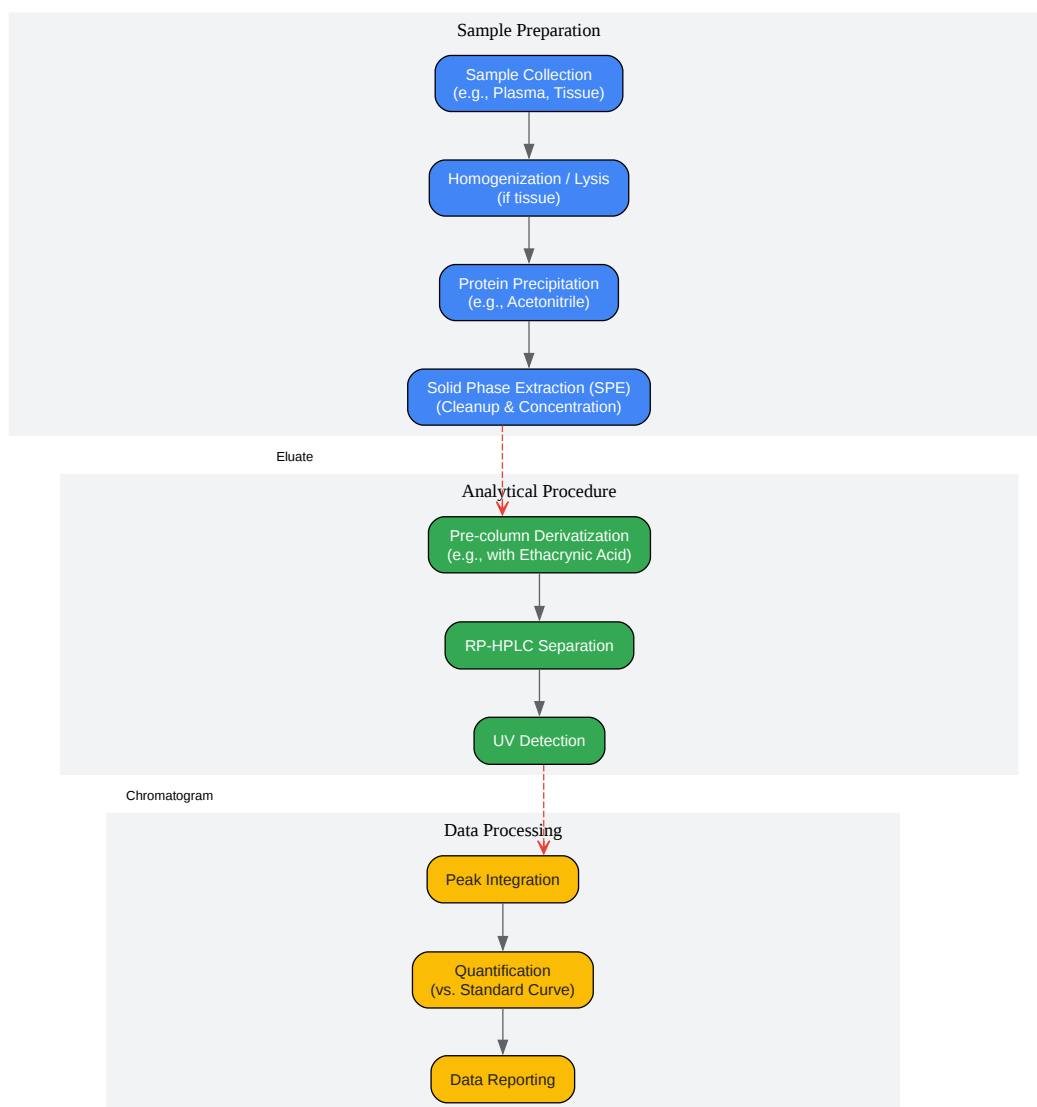 Sample Preparation
Sample Collection
(e.g., Plasma, Tissue)
Homogenization / Lysis
(if tissue)
Protein Precipitation
(e.g., Acetonitrile)
Solid Phase Extraction (SPE)
(Cleanup & Concentration)
Eluate
Analytical Procedure
Pre-column Derivatization
(e.g., with Ethacrynic Acid)
RP-HPLC Separation
UV Detection
Chromatogram
Data Processing
Peak Integration
Quantification
(vs. Standard Curve)
Data Reporting